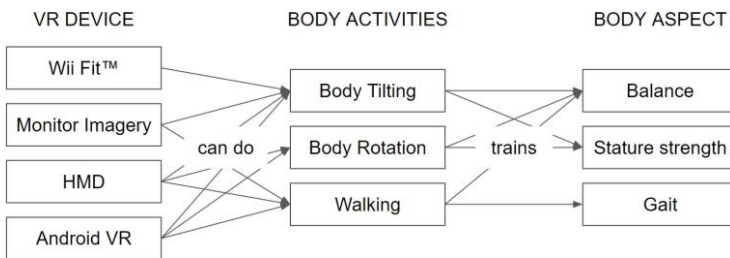 VR DEVICE BODY ACTIVITIES BODY ASPECT
Wii Fit™
Body Tilting Balance
Monitor Imagery
can do Body Rotation trains Stature strength
HMD
Walking Gait
Android VR